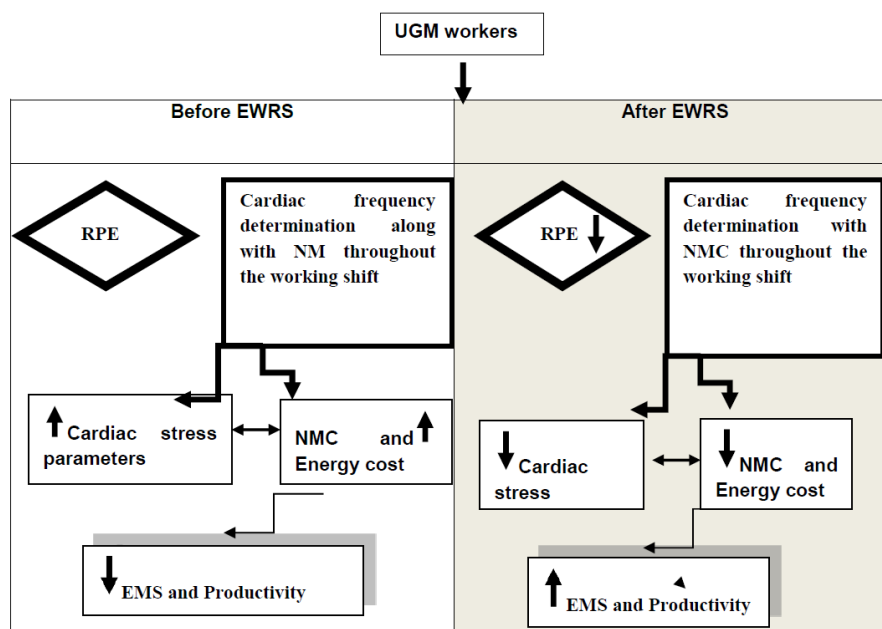 UGM workers
Before EWRS
RPE
Cardiac frequency
determination along
with NM throughout
the working shift
Cardiac stress
parameters
NMC and
Energy cost
EMS and Productivity
After EWRS
RPE
Cardiac frequency
determination with
NMC throughout the
working shift
Cardiac
stress
NMC and
Energy cost
EMS and Productivity